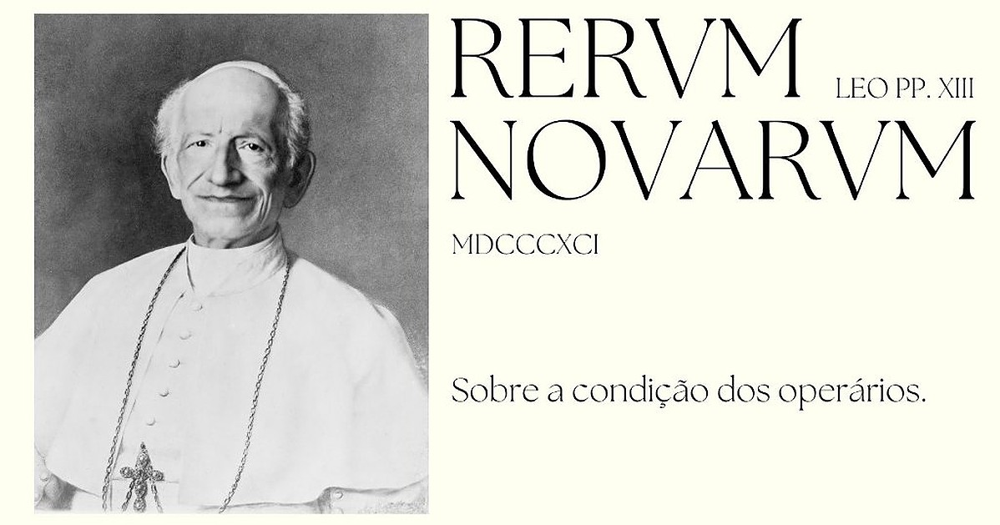 RERVM
LEO PP. XIII
NOVARVM
MDCCCXCI
Sobre a condição dos operários.